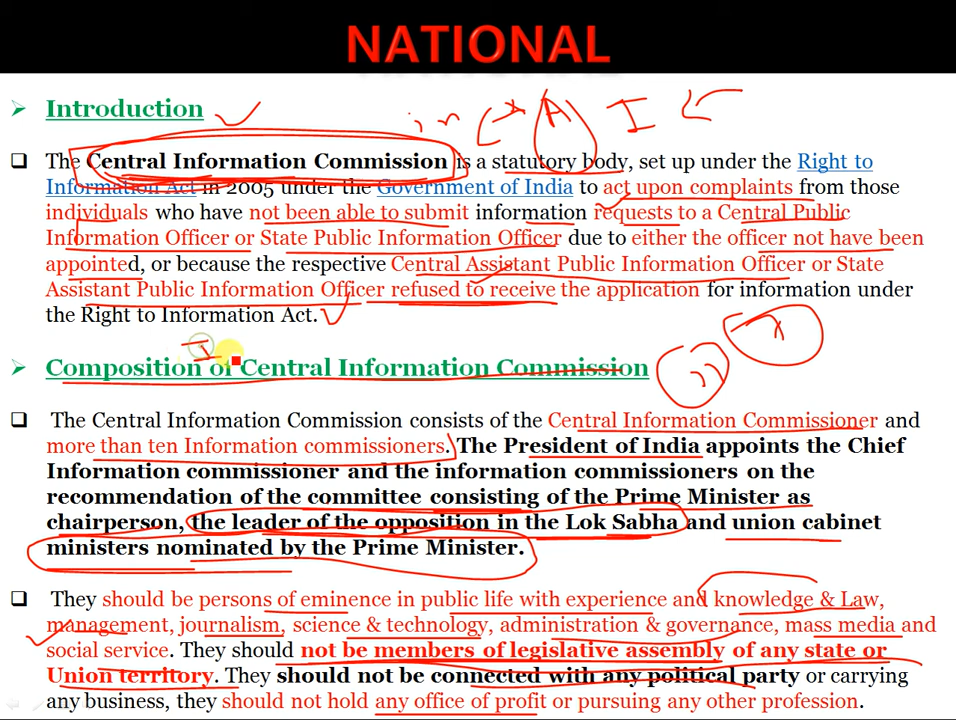 NATIONAL
Introduction
The Central Information Commission is a statutory body, set up under the Right to
Information Act in 2005 under the Government of India to act upon complaints from those
individuals who have not been able to submit information requests to a Central Public
Information Officer or State Public Information Officer due to either the officer not have been
appointed, or because the respective Central Assistant Public Information Officer or State
Assistant Public Information Officer refused to receive the application for information under
the Right to Information Act.
Composition of Central Information Commission
The Central Information Commission consists of the Central Information Commissioner and
more than ten Information commissioners. The President of India appoints the Chief
Information commissioner and the information commissioners on the
recommendation of the committee consisting of the Prime Minister as
chairperson, the leader of the opposition in the Lok Sabha and union cabinet
ministers nominated by the Prime Minister.
They should be persons of eminence in public life with experience and knowledge & Law,
management, journalism, science & technology, administration & governance, mass media and
social service. They should not be members of legislative assembly of any state or
Union territory. They should not be connected with any political party or carrying
any business, they should not hold any office of profit or pursuing any other profession.